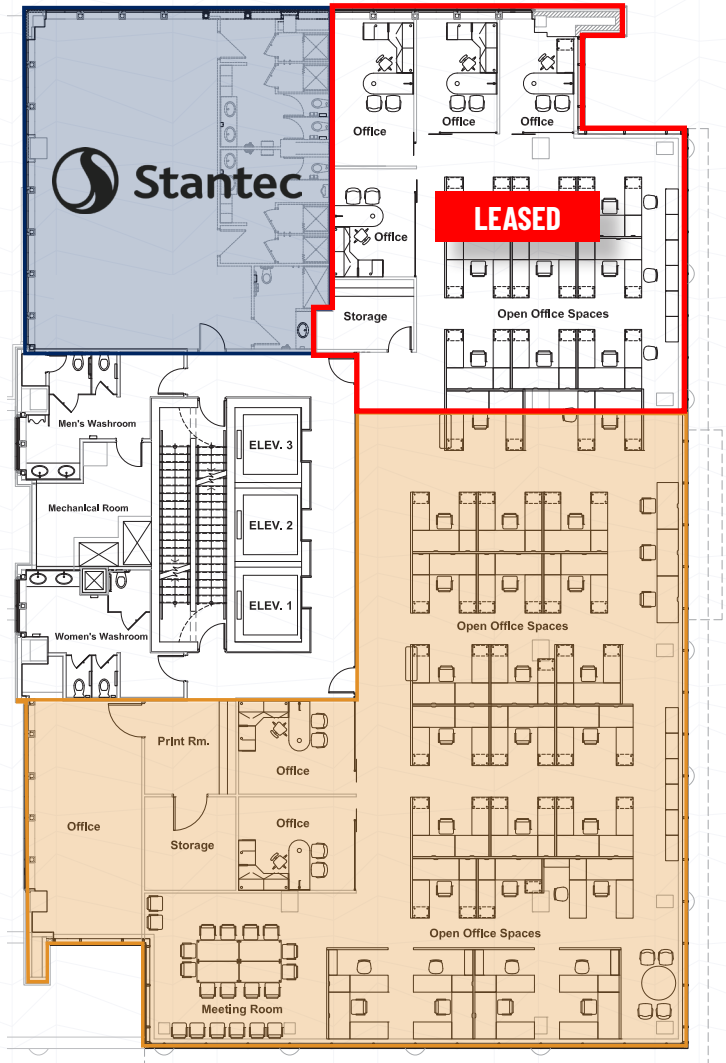 Office
Office
Office
Stantec
LEASED
Office
Storage
Open Office Spaces
Men's Washroom
ELEV. 3
Mechanical Room
ELEV. 2
ELEV. 1
Women's Washroom
Open Office Spaces
Print Rm.
Office
Office
Office
Storage
Open Office Spaces
Meeting Room